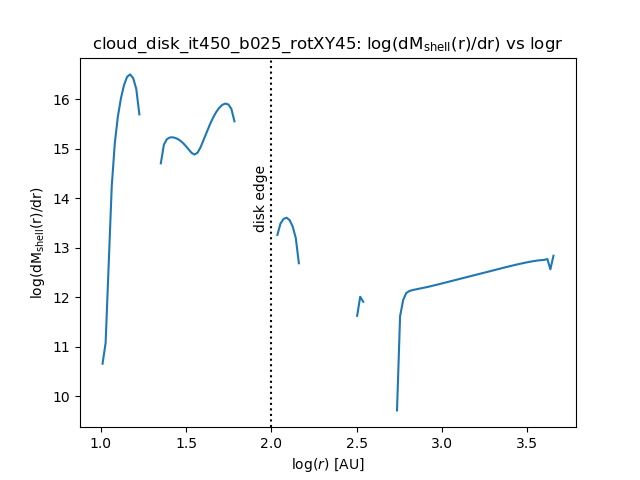 cloud_disk_it450_b025_rotXY45: log(dMshell(r)/dr) vs logr
log(dMshell(r)/dr)
16
15
14
13
12
11
10
disk edge
1.0 1.5 2.0 2.5 3.0 3.5
log(r) [AU]